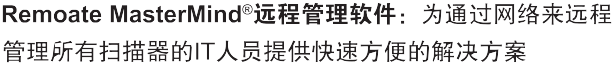 Remoate MasterMind®远程管理软件：为通过网络来远程
管理所有扫描器的IT人员提供快速方便的解决方案